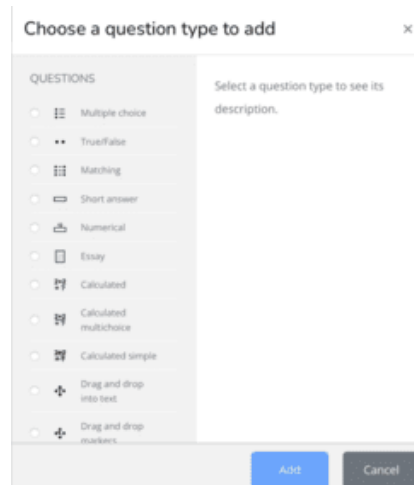 Choose a question type to add
×
QUESTIONS
Multiple choice
True/False
Matching
Short answer
Numerical
Essay
Calculated
Calculated
multichoice
Calculated simple
Drag and drop
into text
Drag and drop
markers
Select a question type to see its
description.
Add
Cancel